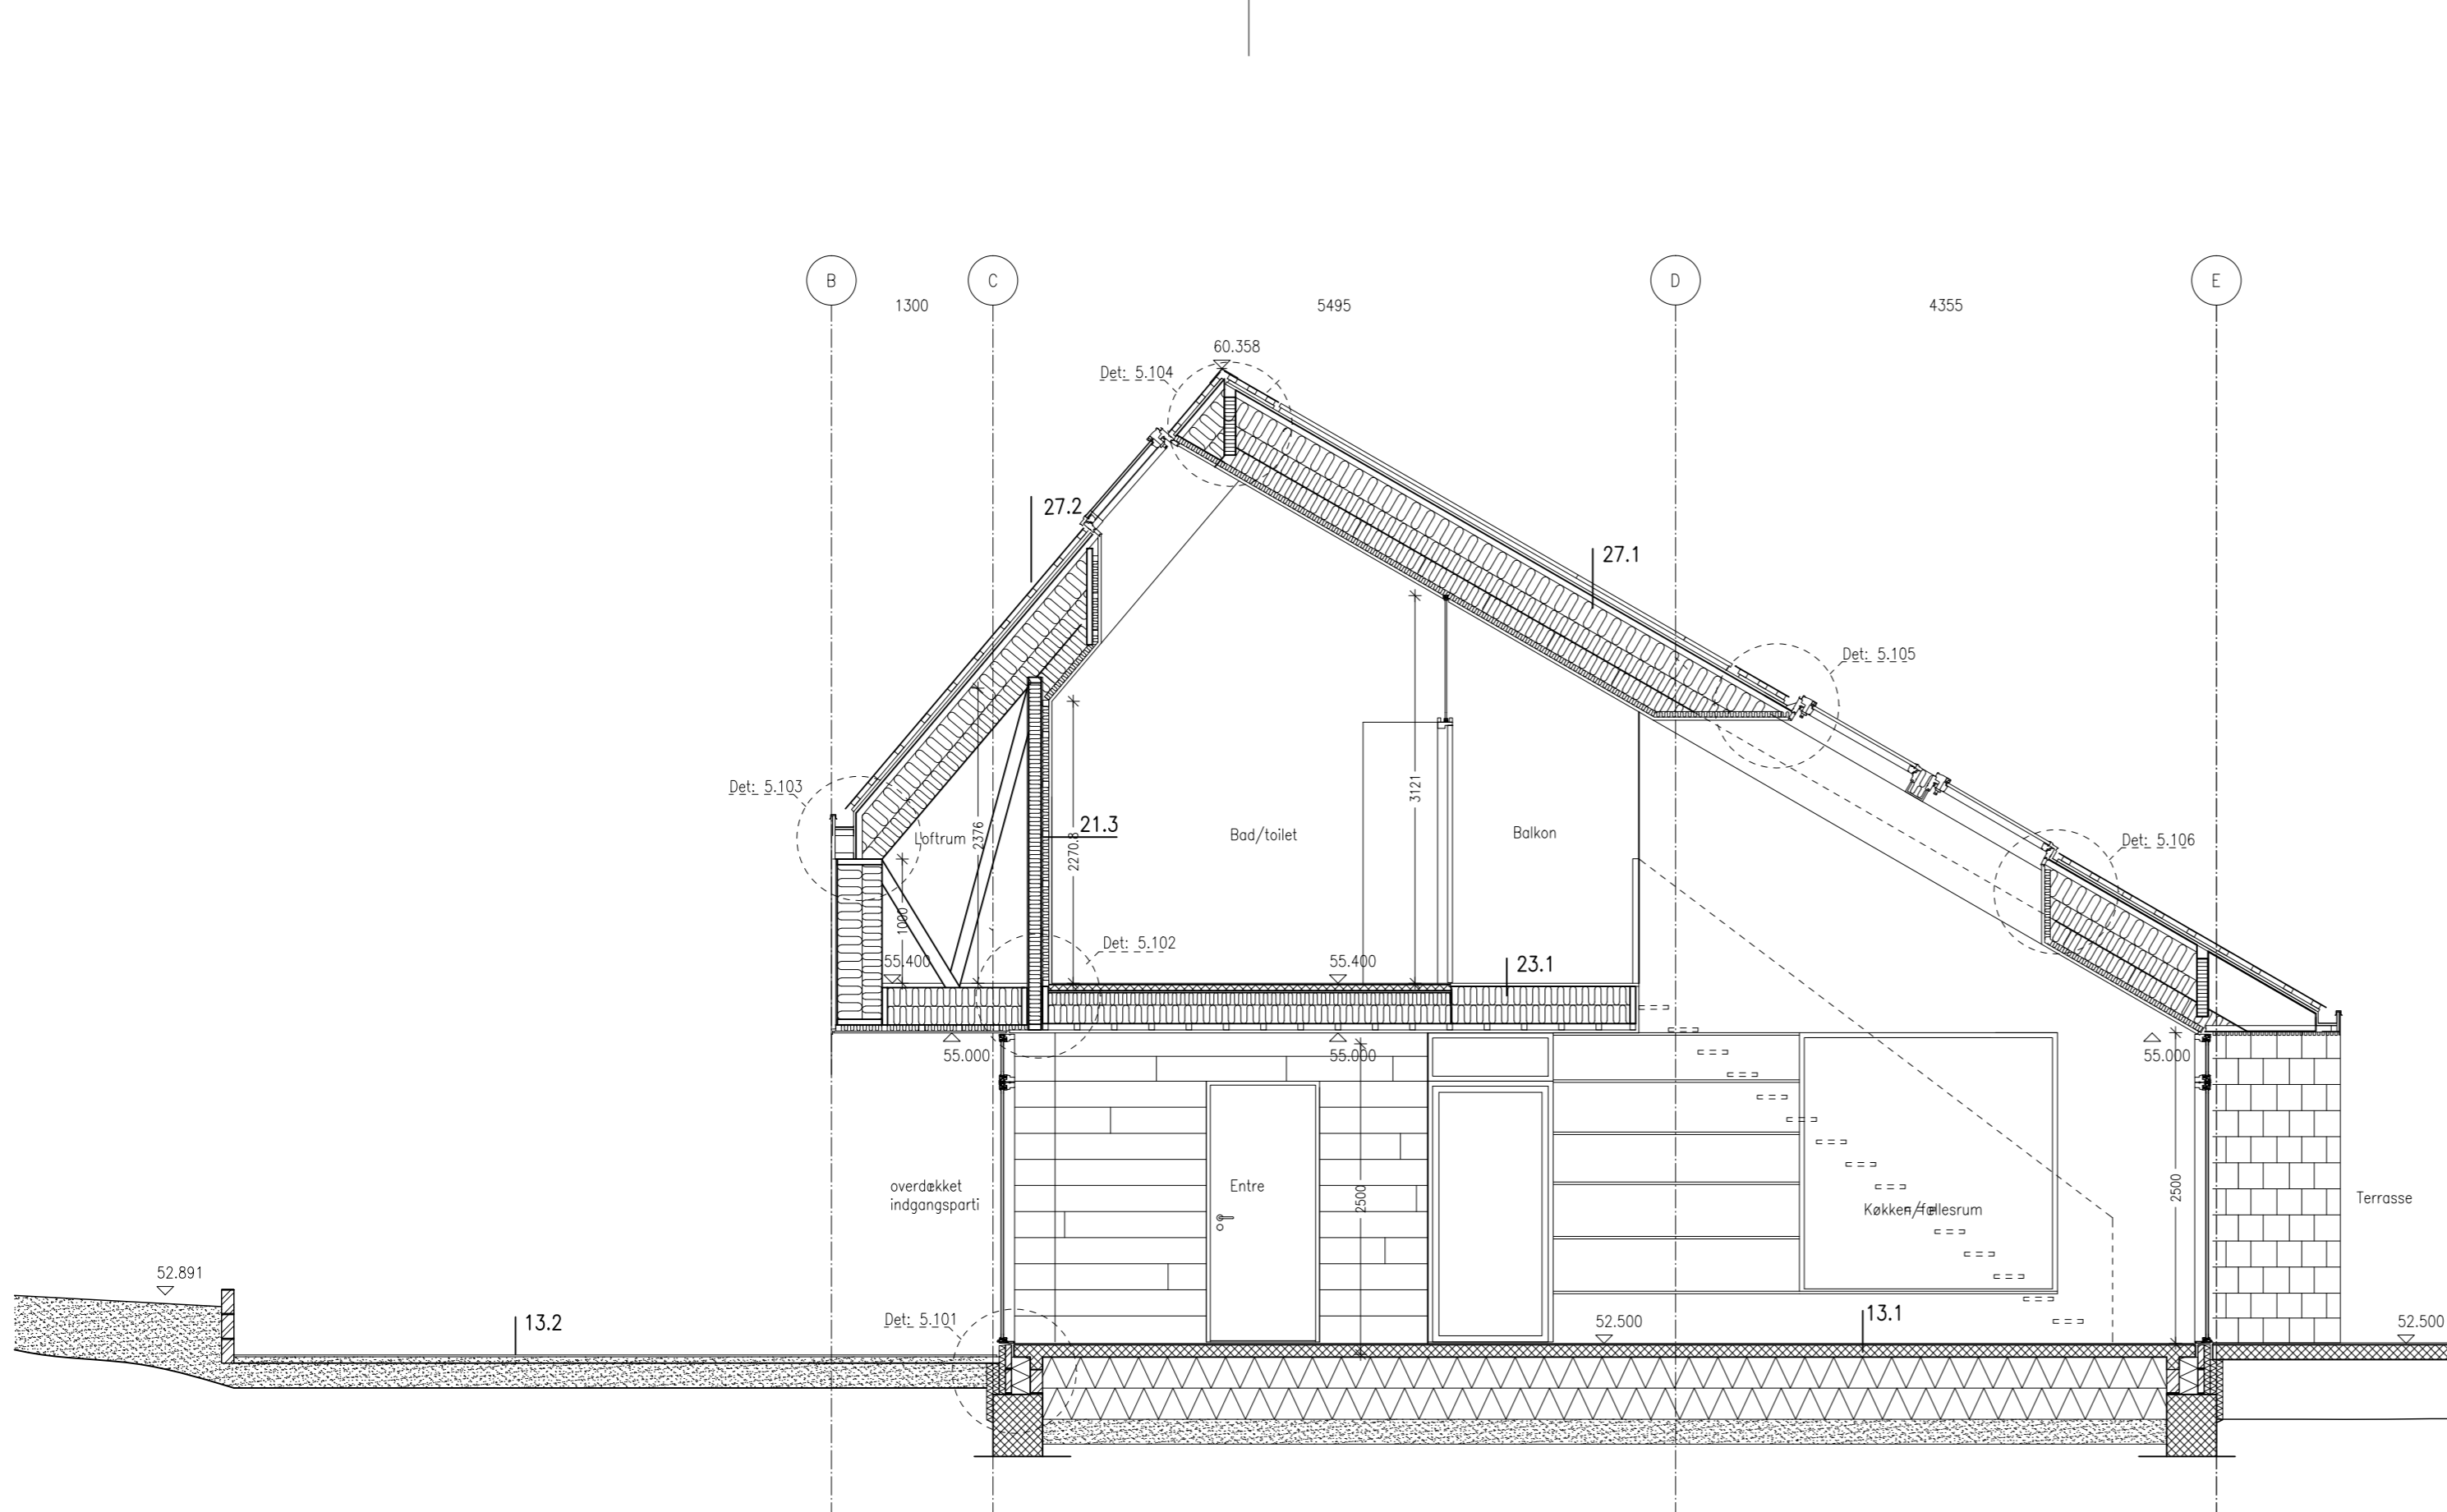 B
C
D
E
1300
5495
4355
60.358
Det: 5.104
27.2
27.1
Det: 5.105
Det: 5.103
Loftrum
2376
21.3
2270.8
Bad/toilet
3121
Balkon
Det: 5.106
1000
55.400
Det: 5.102
55.400
23.1
55.000
55.000
55.000
overdækket
indgangsparti
Entre
2500
Køkken/fællesrum
2500
Terrasse
52.891
13.2
Det: 5.101
52.500
13.1
52.500